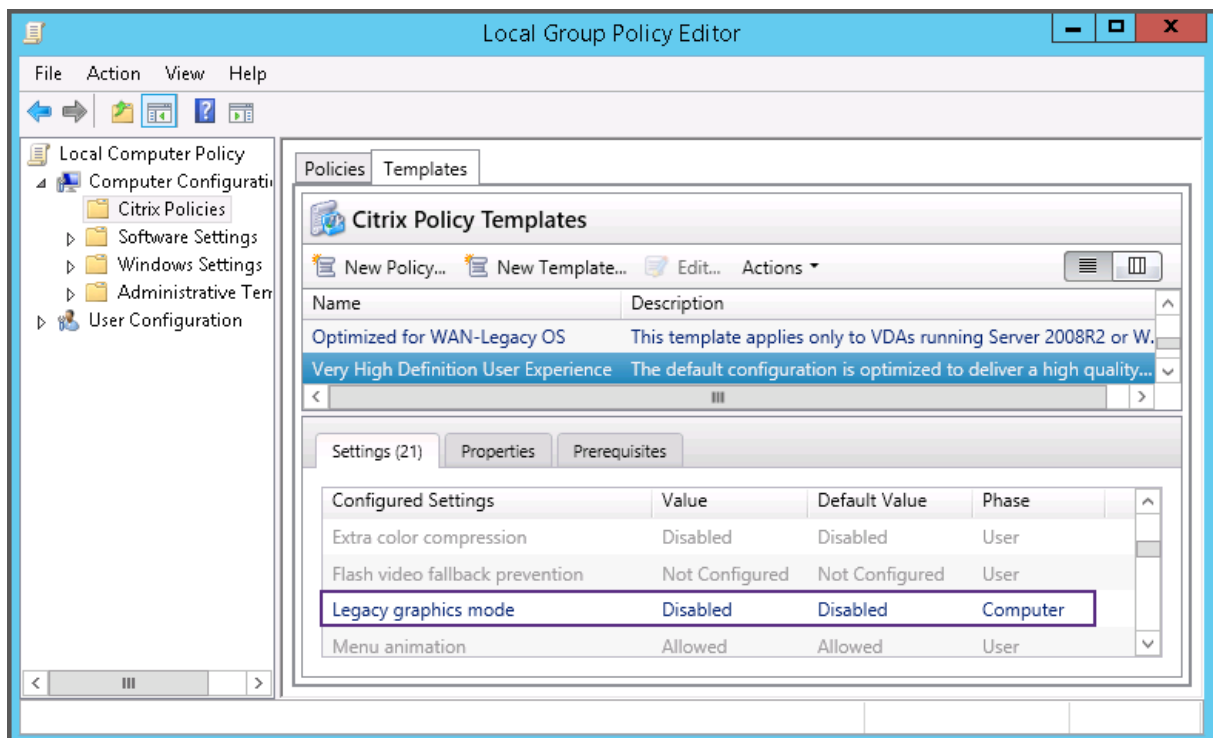 Local Group Policy Editor
File Action View Help
Local Computer Policy
Computer Configurati
Citrix Policies
Software Settings
Windows Settings
Administrative Tem
User Configuration
Policies Templates
Citrix Policy Templates
New Policy... New Template... Edit... Actions
Name Description
Optimized for WAN-Legacy OS This template applies only to VDAs running Server 2008R2 or W.
Very High Definition User Experience The default configuration is optimized to deliver a high quality...
Settings (21) Properties Prerequisites
Configured Settings Value Default Value Phase
Extra color compression Disabled Disabled User
Flash video fallback prevention Not Configured Not Configured User
Legacy graphics mode Disabled Disabled Computer
Menu animation Allowed Allowed User